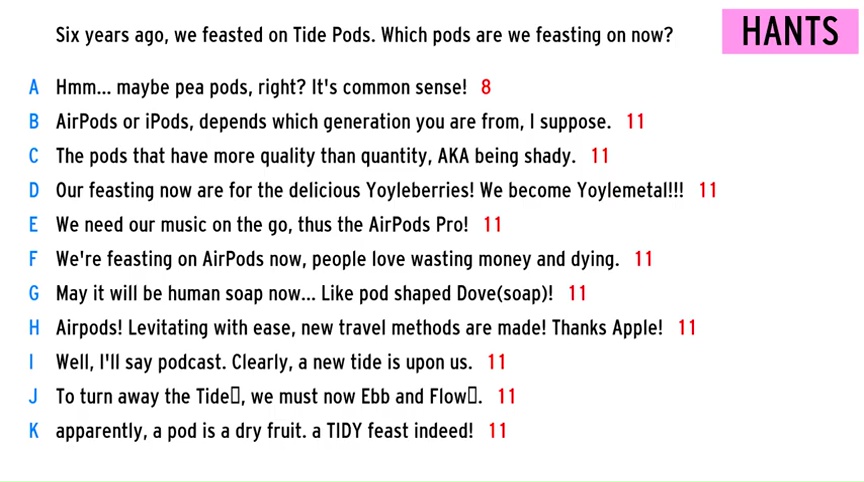 Six years ago, we feasted on Tide Pods. Which pods are we feasting on now?
HANTS
A Hmm... maybe pea pods, right? It's common sense! 8
B AirPods or iPods, depends which generation you are from, I suppose. 11
C The pods that have more quality than quantity, AKA being shady. 11
D Our feasting now are for the delicious Yoyleberries! We become Yoylemetal!!! 11
E We need our music on the go, thus the AirPods Pro! 11
F We're feasting on AirPods now, people love wasting money and dying. 11
G May it will be human soap now... Like pod shaped Dove(soap)! 11
H Airpods! Levitating with ease, new travel methods are made! Thanks Apple! 11
I Well, I'll say podcast. Clearly, a new tide is upon us. 11
J To turn away the Tide▯, we must now Ebb and Flow▯. 11
K apparently, a pod is a dry fruit. a TIDY feast indeed! 11